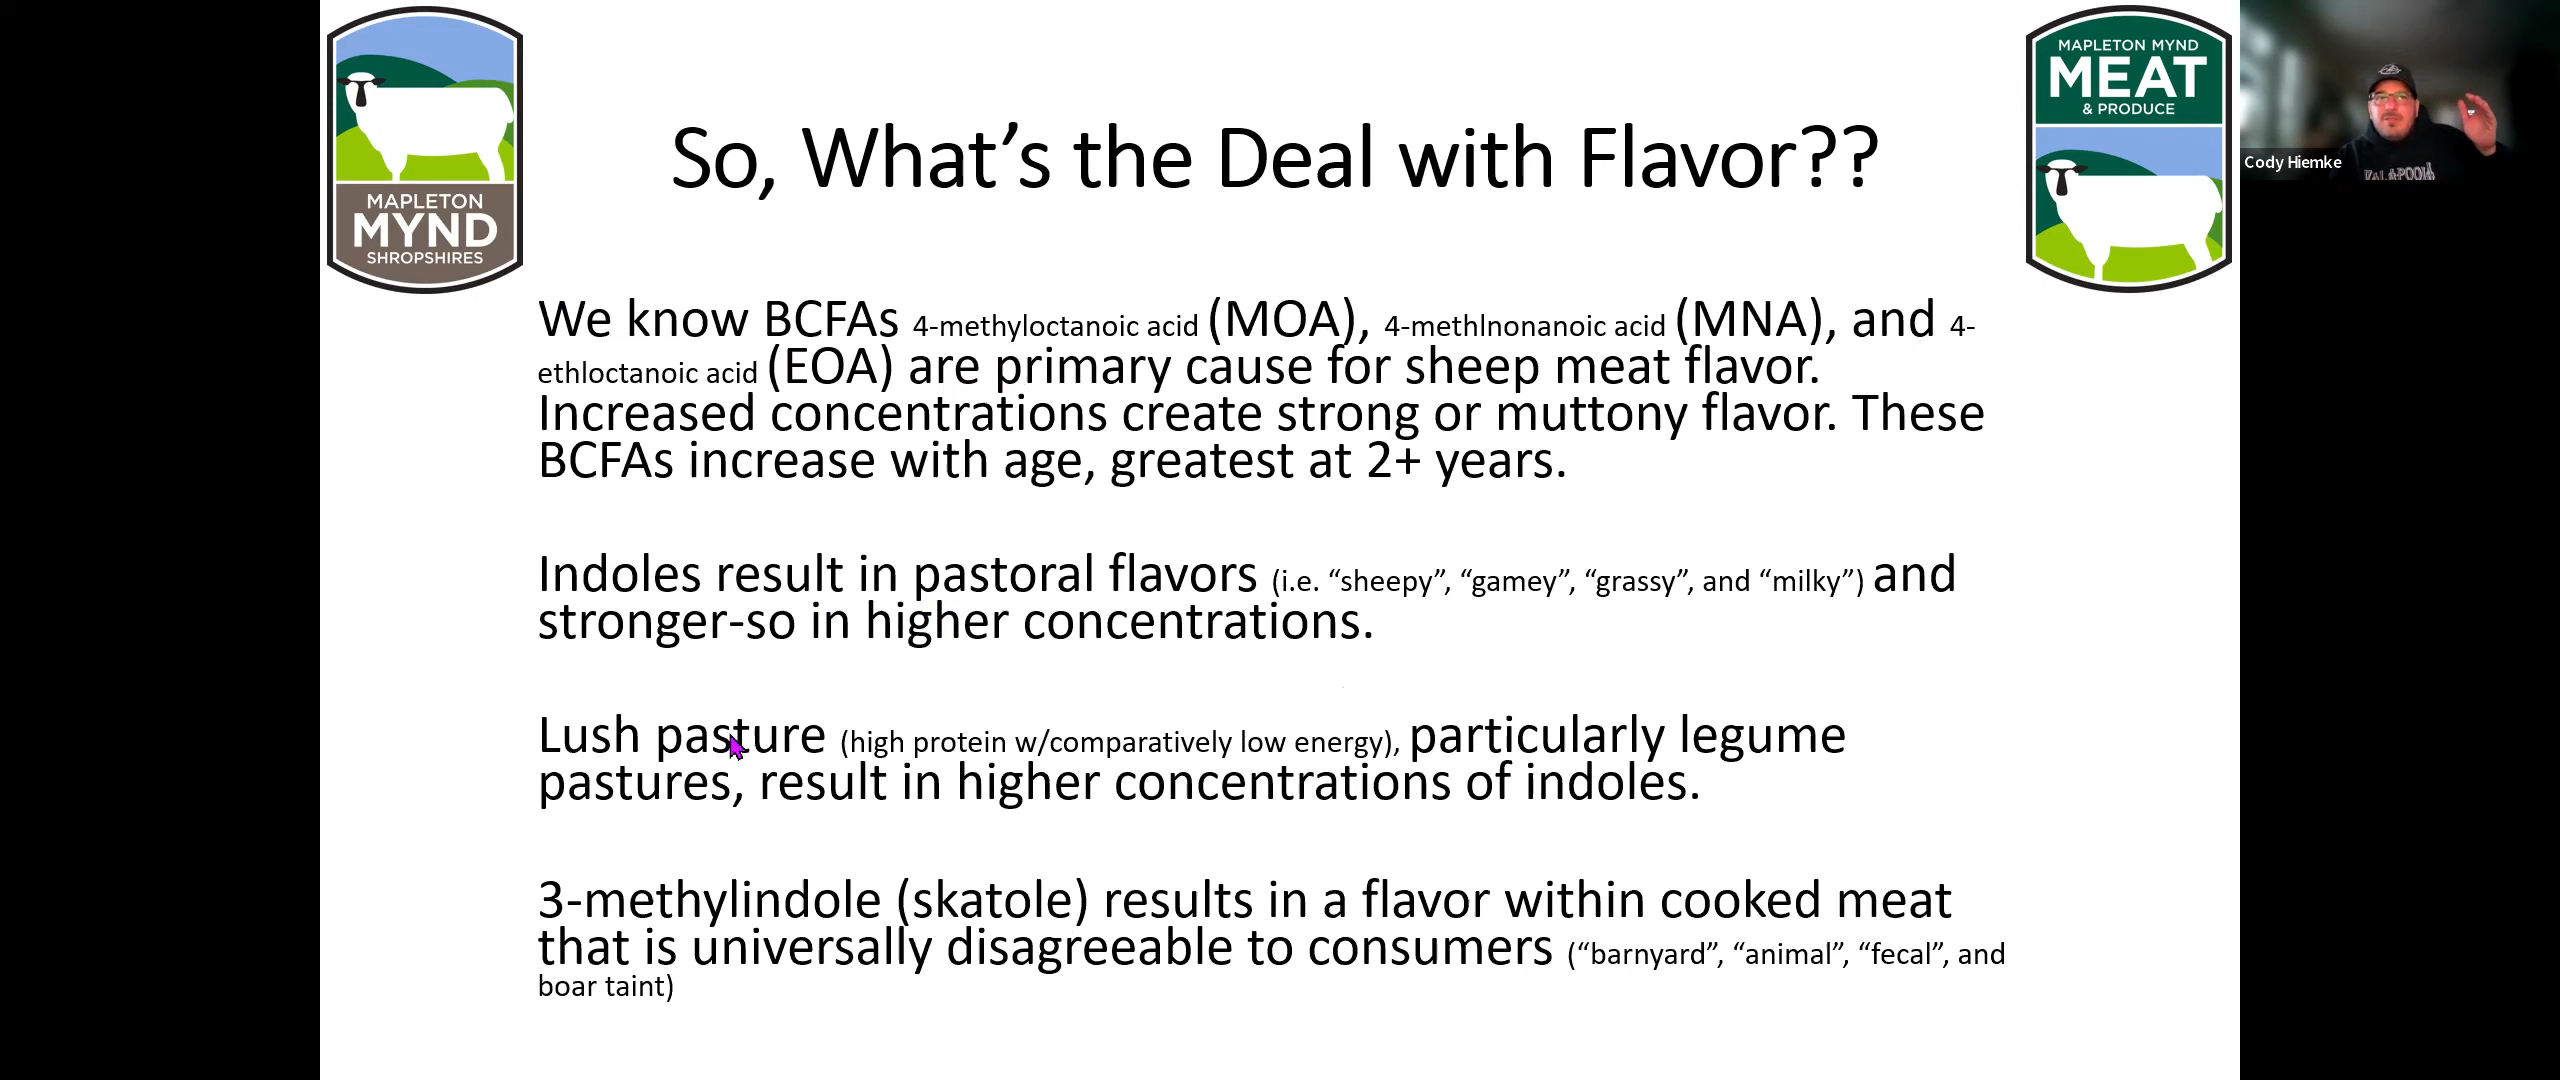 MAPLETON
MYND
SHROPSHIRES
So, What’s the Deal with Flavor??
MAPLETON MYND
MEAT
& PRODUCE
Cody Hiemke
We know BCFAs 4-methyloctanoic acid (MOA), 4-methlnonanoic acid (MNA), and 4-
ethloctanoic acid (EOA) are primary cause for sheep meat flavor.
Increased concentrations create strong or muttony flavor. These
BCFAs increase with age, greatest at 2+ years.
Indoles result in pastoral flavors (i.e. “sheepy”, “gamey”, “grassy”, and “milky”) and
stronger-so in higher concentrations.
Lush pasture (high protein w/comparatively low energy), particularly legume
pastures, result in higher concentrations of indoles.
3-methylindole (skatole) results in a flavor within cooked meat
that is universally disagreeable to consumers (“barnyard”, “animal”, “fecal”, and
boar taint)